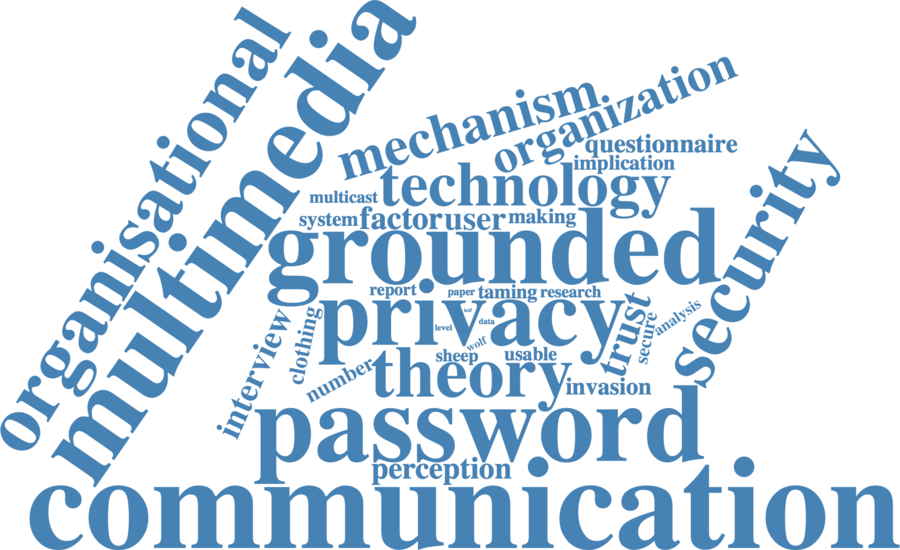 organisational
multimedia
mechanism
organization
questionnaire
implication
technology
multicast
system
factor
user
making
grounded
security
report
paper
taming
research
privacy
level
data
trust
secure
analysis
interview
clothing
sheep
wolf
usable
number
theory
invasion
password
perception
communication